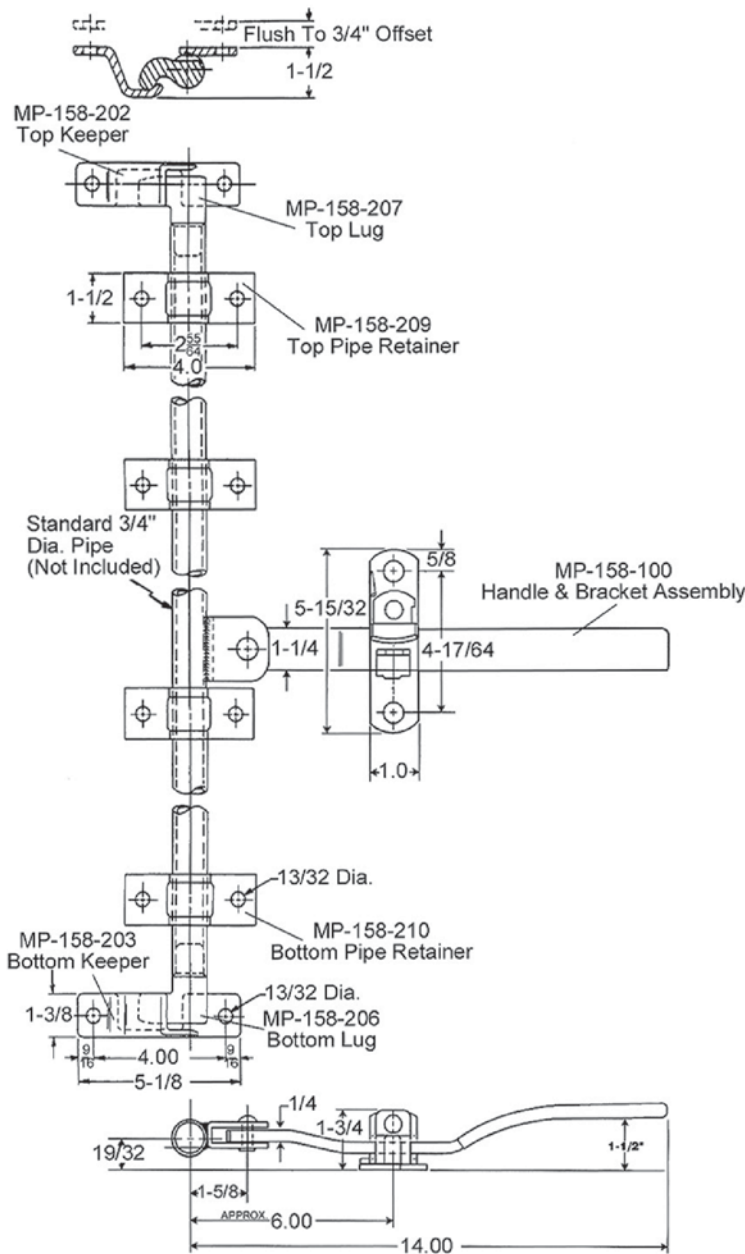 Flush To 3/4" Offset
1-1/2
MP-158-202
Top Keeper
MP-158-207
Top Lug
1-1/2
MP-158-209
Top Pipe Retainer
2 55/64
4.0
Standard 3/4"
Dia. Pipe
(Not Included)
5/8
MP-158-100
Handle & Bracket Assembly
5-15/32
1-1/4
4-17/64
1.0
13/32 Dia.
MP-158-210
Bottom Pipe Retainer
MP-158-203
Bottom Keeper
13/32 Dia.
1-3/8
MP-158-206
Bottom Lug
9/16
4.00
9/16
5-1/8
1/4
1-3/4
19/32
1-1/2"
1-5/8
APPROX 6.00
14.00